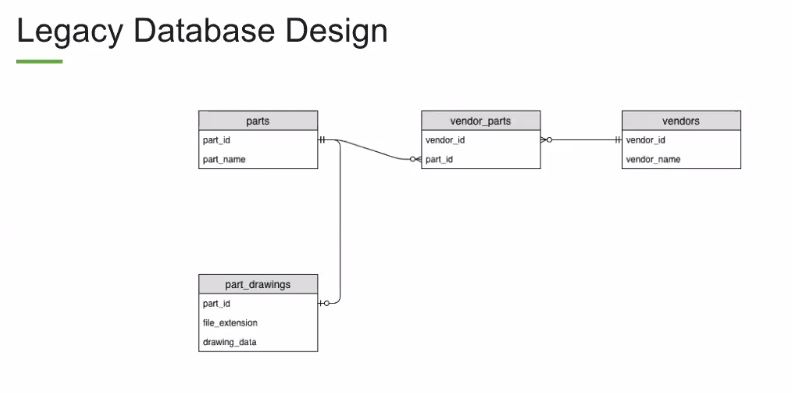 Legacy Database Design
parts
part_id
part_name
vendor_parts
vendor_id
part_id
vendors
vendor_id
vendor_name
part_drawings
part_id
file_extension
drawing_data